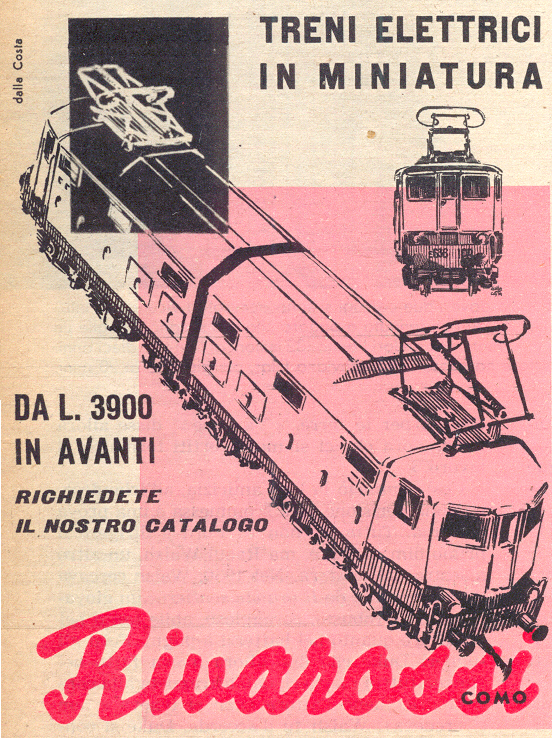 dalla Costa
TRENI ELETTRICI
IN MINIATURA
DA L. 3900
IN AVANTI
RICHIEDETE
IL NOSTRO CATALOGO
Rivarossi
COMO